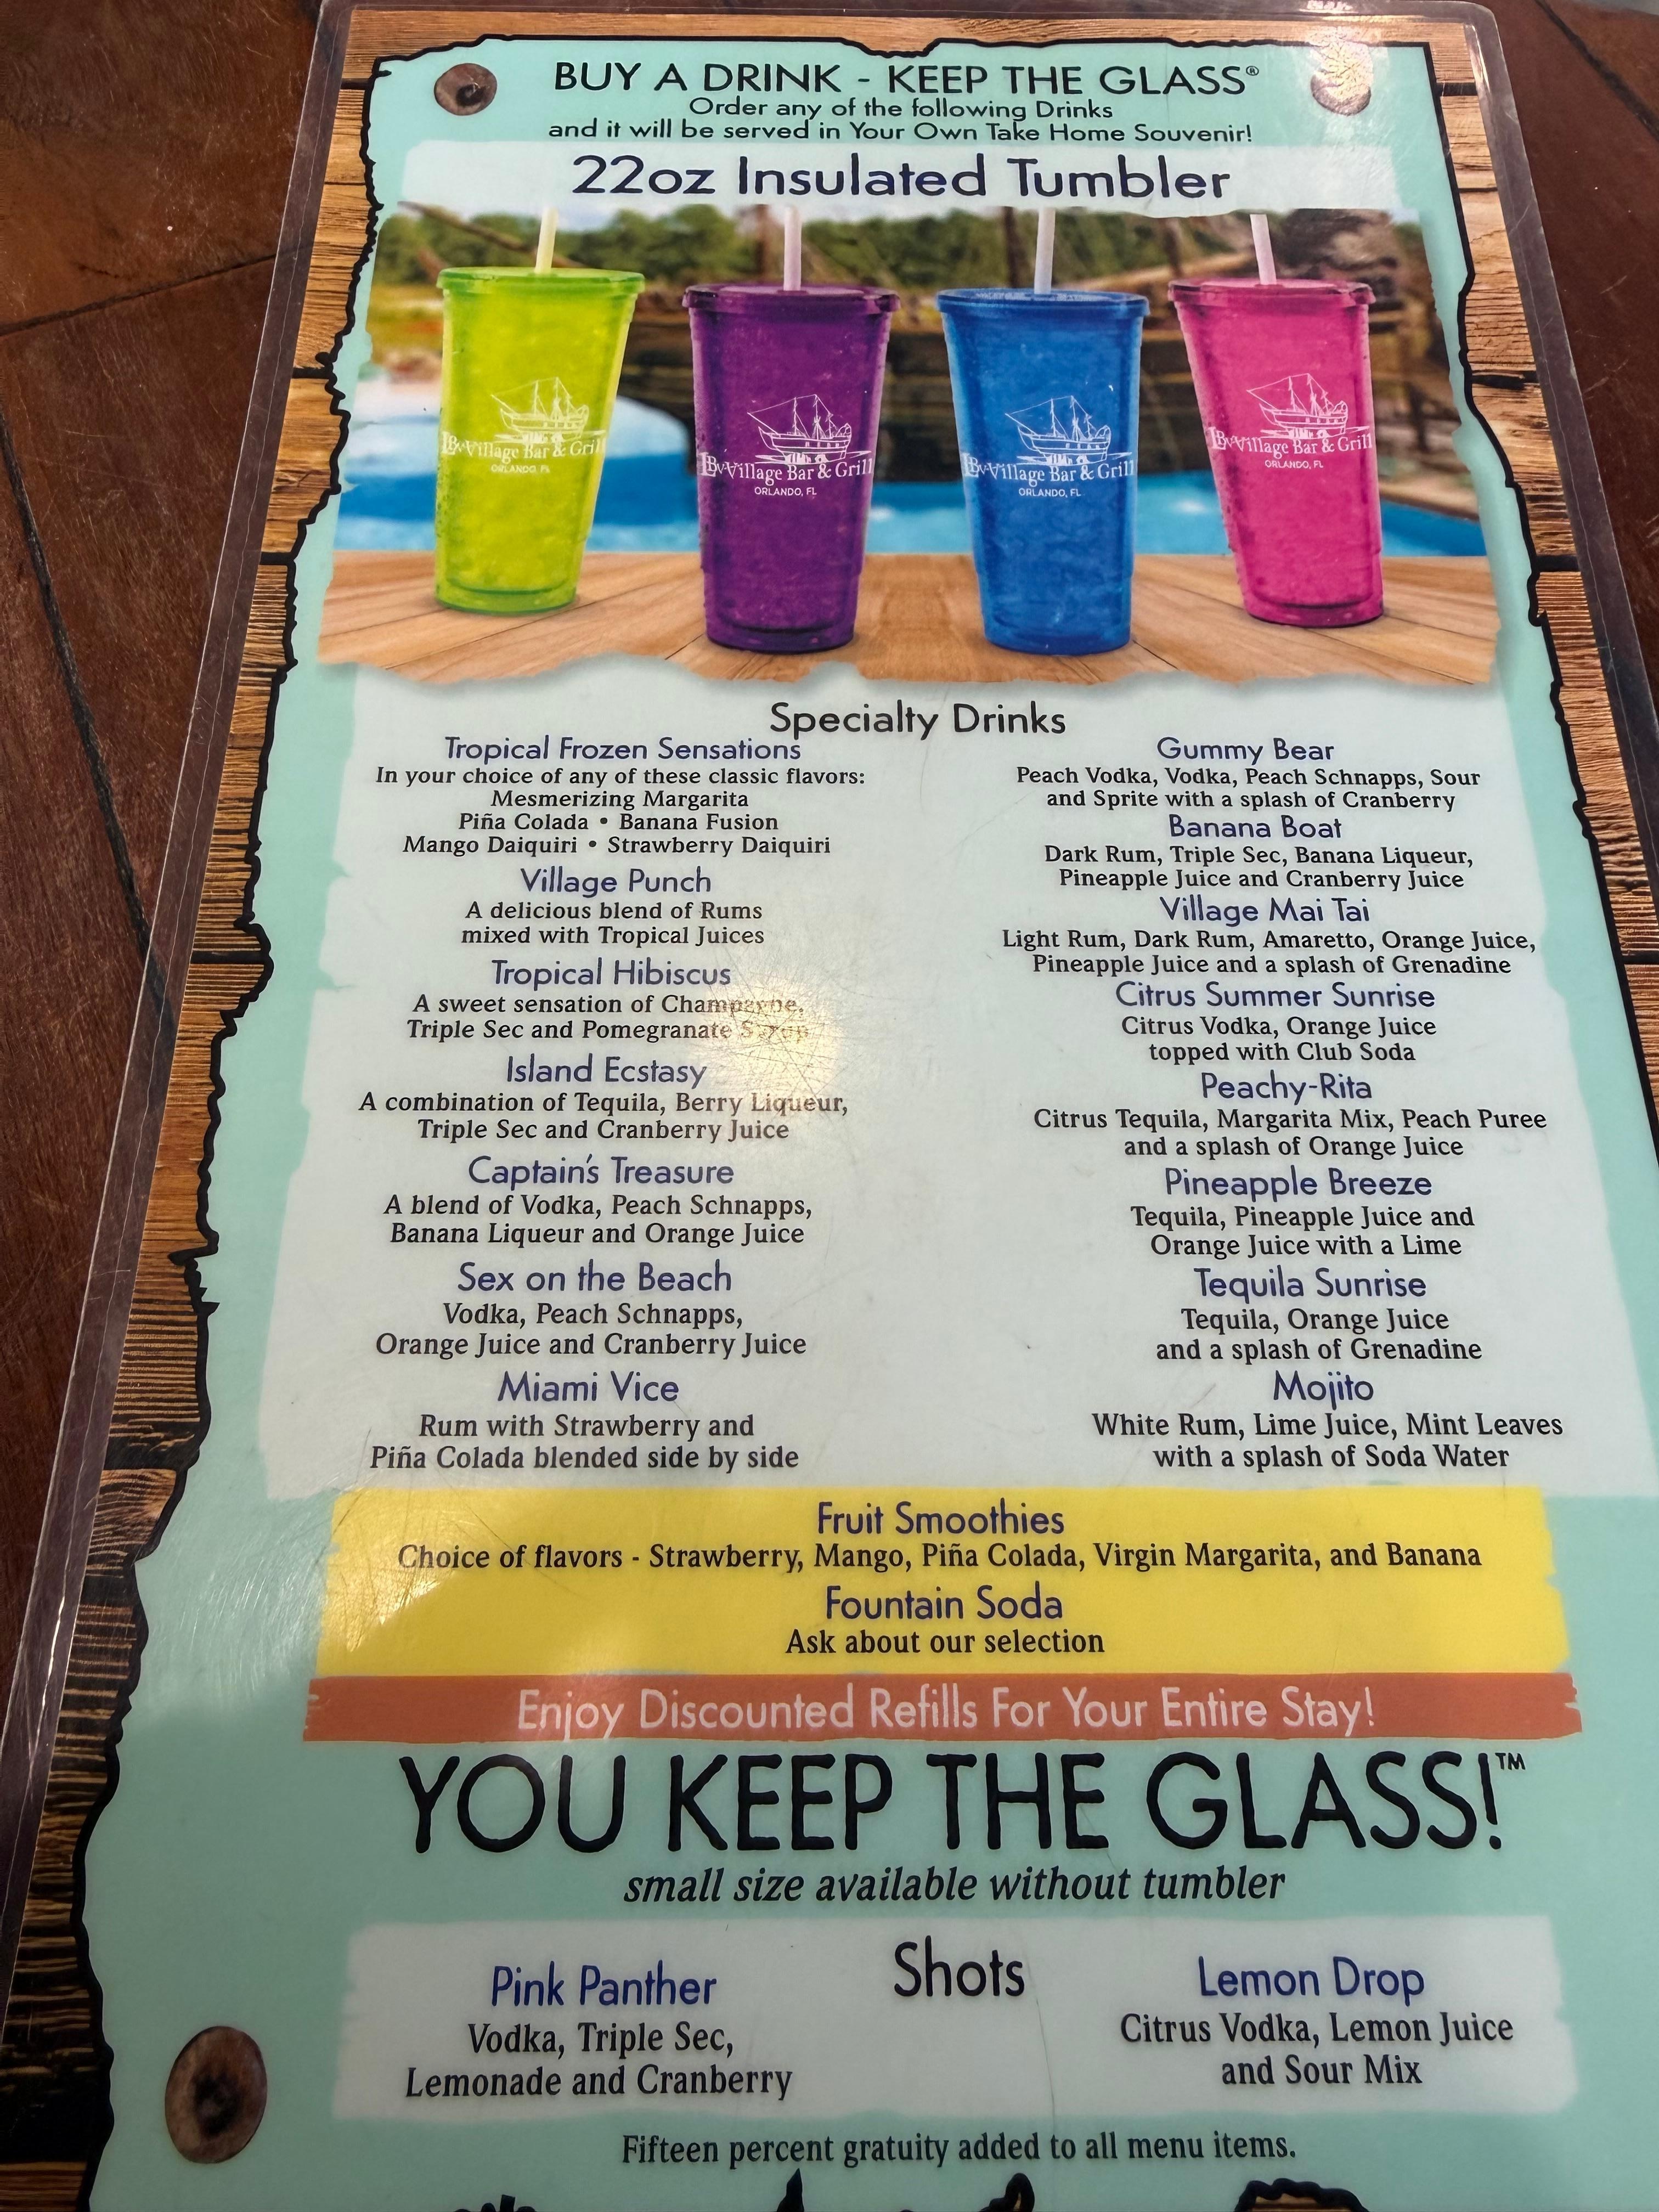 BUY A DRINK - KEEP THE GLASS®
Order any of the following Drinks
and it will be served in Your Own Take Home Souvenir!
22oz Insulated Tumbler
LBV Village Bar & Grill
ORLANDO, FL
LBV Village Bar & Grill
ORLANDO, FL
LBV Village Bar & Grill
ORLANDO, FL
LBV Village Bar & Grill
ORLANDO, FL
Specialty Drinks
Tropical Frozen Sensations
In your choice of any of these classic flavors:
Mesmerizing Margarita
Piña Colada • Banana Fusion
Mango Daiquiri • Strawberry Daiquiri
Village Punch
A delicious blend of Rums
mixed with Tropical Juices
Tropical Hibiscus
A sweet sensation of Champagne,
Triple Sec and Pomegranate Syrup
Island Ecstasy
A combination of Tequila, Berry Liqueur,
Triple Sec and Cranberry Juice
Captain's Treasure
A blend of Vodka, Peach Schnapps,
Banana Liqueur and Orange Juice
Sex on the Beach
Vodka, Peach Schnapps,
Orange Juice and Cranberry Juice
Miami Vice
Rum with Strawberry and
Piña Colada blended side by side
Gummy Bear
Peach Vodka, Vodka, Peach Schnapps, Sour
and Sprite with a splash of Cranberry
Banana Boat
Dark Rum, Triple Sec, Banana Liqueur,
Pineapple Juice and Cranberry Juice
Village Mai Tai
Light Rum, Dark Rum, Amaretto, Orange Juice,
Pineapple Juice and a splash of Grenadine
Citrus Summer Sunrise
Citrus Vodka, Orange Juice
topped with Club Soda
Peachy-Rita
Citrus Tequila, Margarita Mix, Peach Puree
and a splash of Orange Juice
Pineapple Breeze
Tequila, Pineapple Juice and
Orange Juice with a Lime
Tequila Sunrise
Tequila, Orange Juice
and a splash of Grenadine
Mojito
White Rum, Lime Juice, Mint Leaves
with a splash of Soda Water
Fruit Smoothies
Choice of flavors - Strawberry, Mango, Piña Colada, Virgin Margarita, and Banana
Fountain Soda
Ask about our selection
Enjoy Discounted Refills For Your Entire Stay!
YOU KEEP THE GLASS!™
small size available without tumbler
Shots
Pink Panther
Vodka, Triple Sec,
Lemonade and Cranberry
Lemon Drop
Citrus Vodka, Lemon Juice
and Sour Mix
Fifteen percent gratuity added to all menu items.